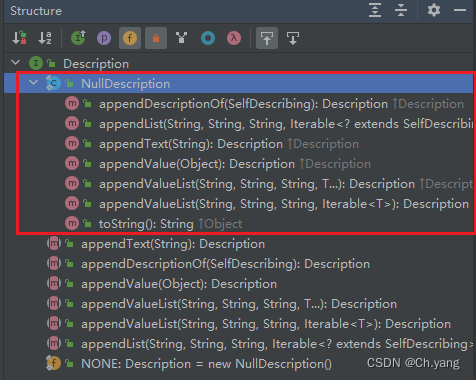 Structure
Description
NullDescription
appendDescriptionOf(SelfDescribing): Description ↑Description
appendList(String, String, String, Iterable<? extends SelfDescribing
appendText(String): Description ↑Description
appendValue(Object): Description ↑Description
appendValueList(String, String, String, T...): Description ↑Descript
appendValueList(String, String, String, Iterable<T>): Description
toString(): String ↑Object
appendText(String): Description
appendDescriptionOf(SelfDescribing): Description
appendValue(Object): Description
appendValueList(String, String, String, T...): Description
appendValueList(String, String, String, Iterable<T>): Description
appendList(String, String, String, Iterable<? extends SelfDescribing>
NONE: Description = new NullDescription()
CSDN @Ch.yang